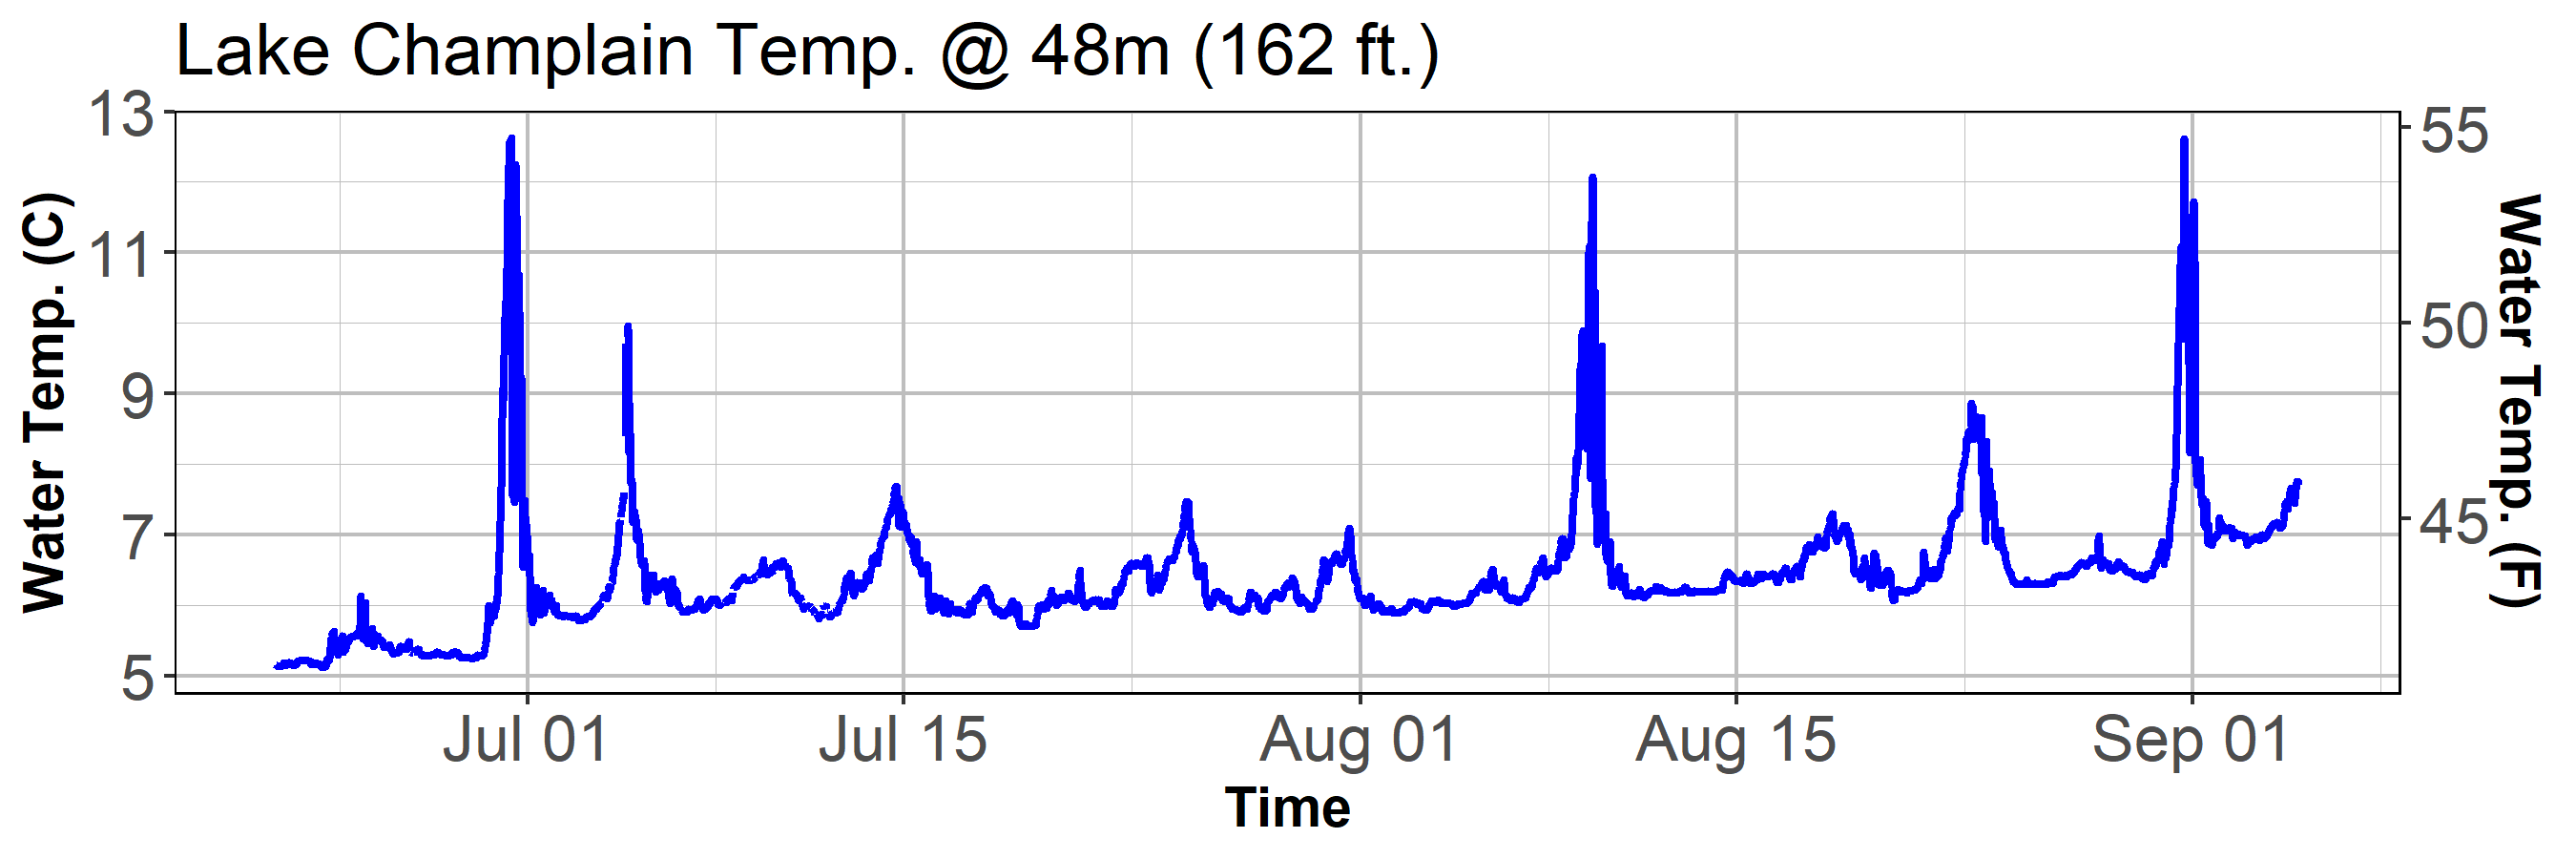 Lake Champlain Temp. @ 48m (162 ft.)
Water Temp. (C)
13
11
9
7
5
55
50
45
Water Temp. (F)
Jul 01 Jul 15 Aug 01 Aug 15 Sep 01
Time